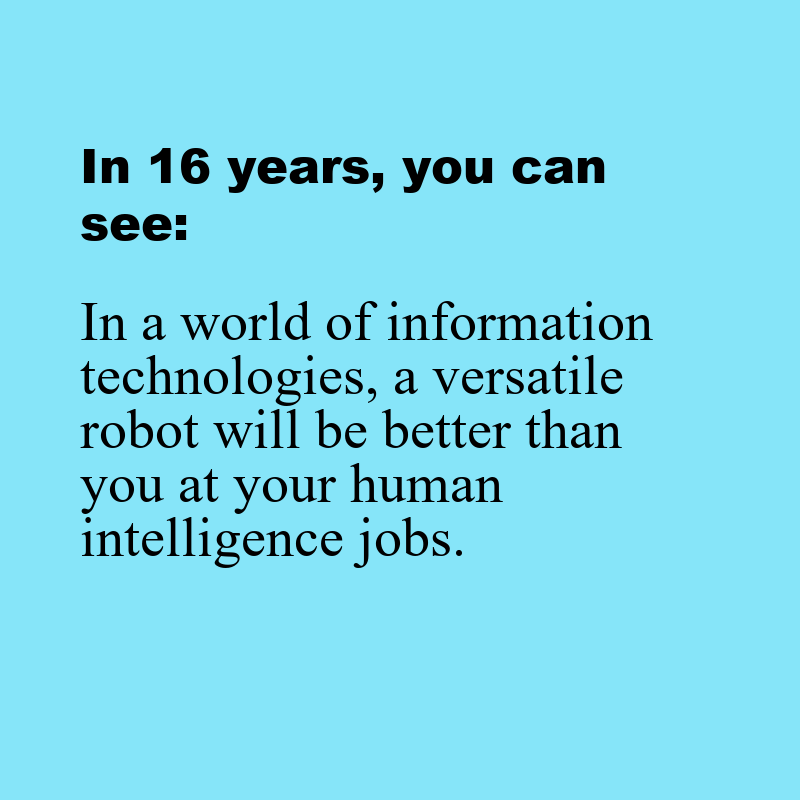 In 16 years, you can
see:
In a world of information
technologies, a versatile
robot will be better than
you at your human
intelligence jobs.